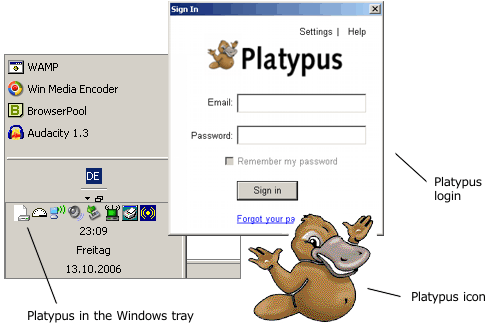 Sign In
Settings |  Help
Platypus
Email:
Password:
Remember my password
Sign in
Forgot your pa
WAMP
Win Media Encoder
BrowserPool
Audacity 1.3
DE
23:09
Freitag
13.10.2006
Platypus login
Platypus icon
Platypus in the Windows tray